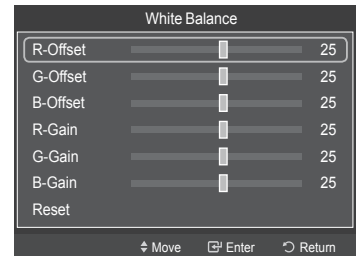 White Balance
R-Offset 25
G-Offset 25
B-Offset 25
R-Gain 25
G-Gain 25
B-Gain 25
Reset
Move Enter Return